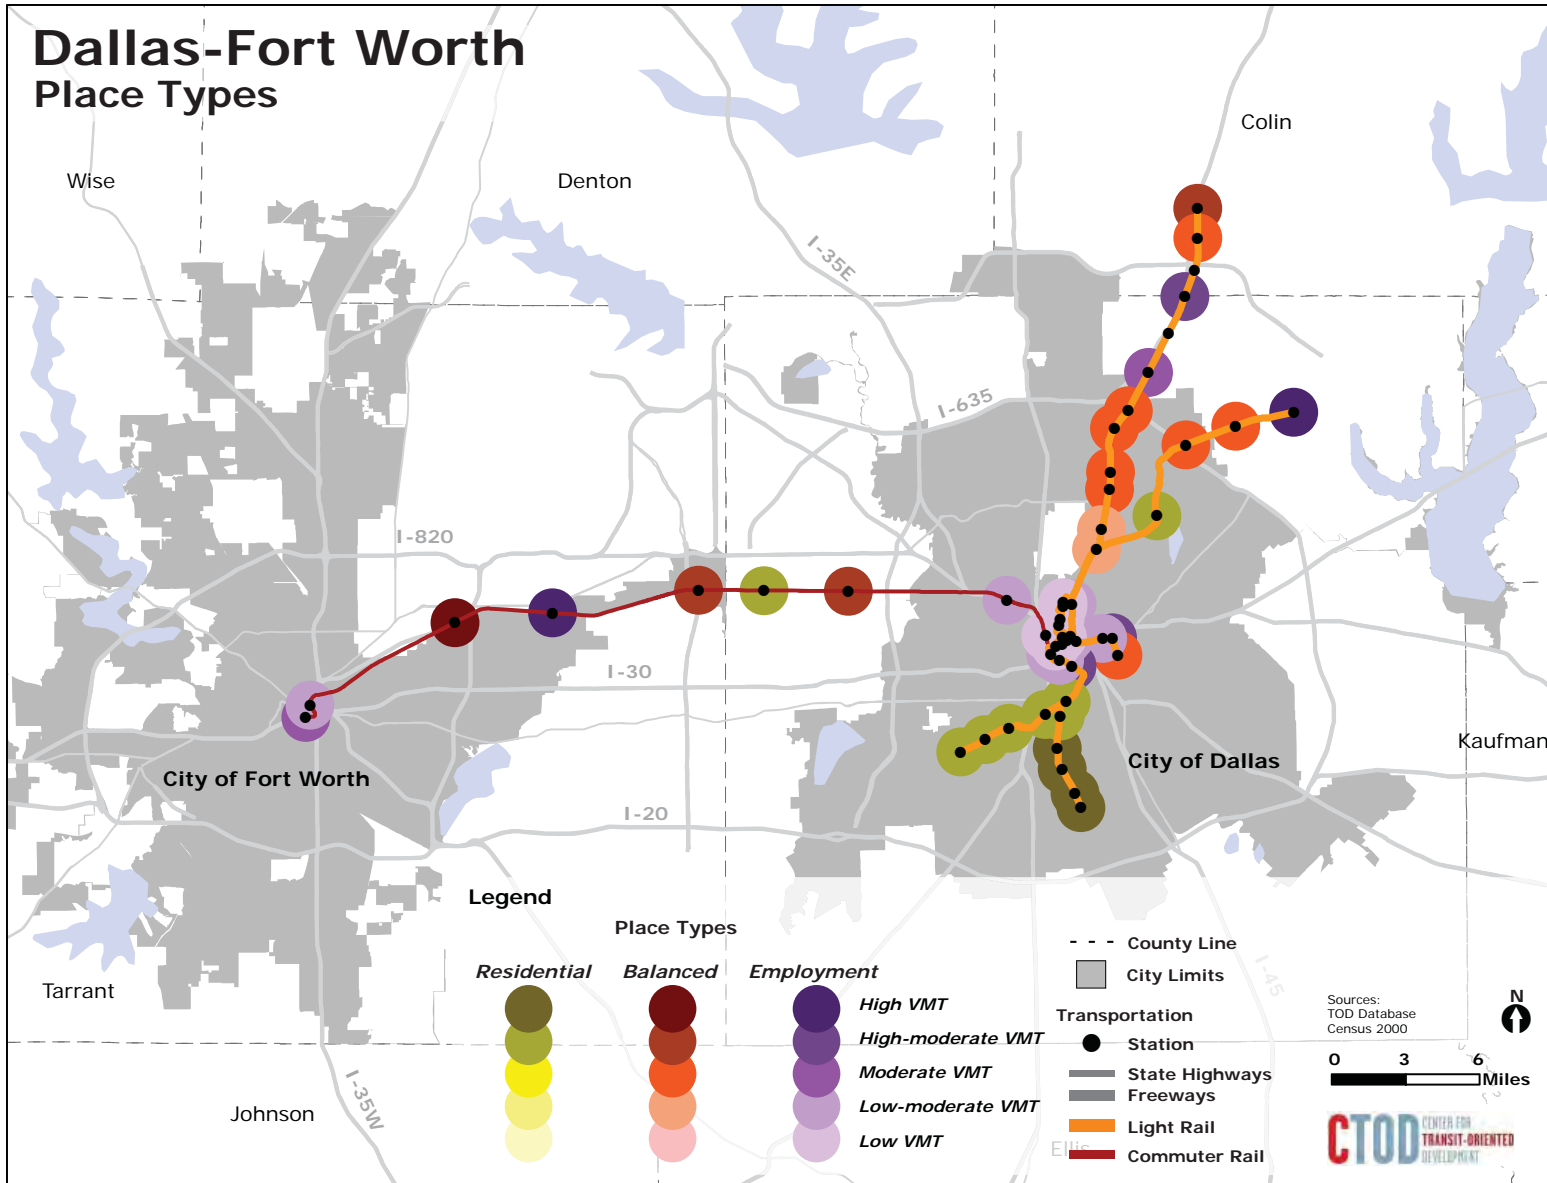 Dallas-Fort Worth
Place Types
Colin
Wise
Denton
I-35E
I-635
I-820
I-30
City of Fort Worth
City of Dallas
Kaufman
I-20
Legend
Place Types
Residential
Balanced
Employment
High VMT
High-moderate VMT
Moderate VMT
Low-moderate VMT
Low VMT
County Line
City Limits
Transportation
Station
State Highways
Freeways
Light Rail
Commuter Rail
I-45
Sources:
TOD Database
Census 2000
N
0 3 6
Miles
Tarrant
Johnson
I-35W
Ellis
CTOD
CENTER FOR
TRANSIT-ORIENTED
DEVELOPMENT